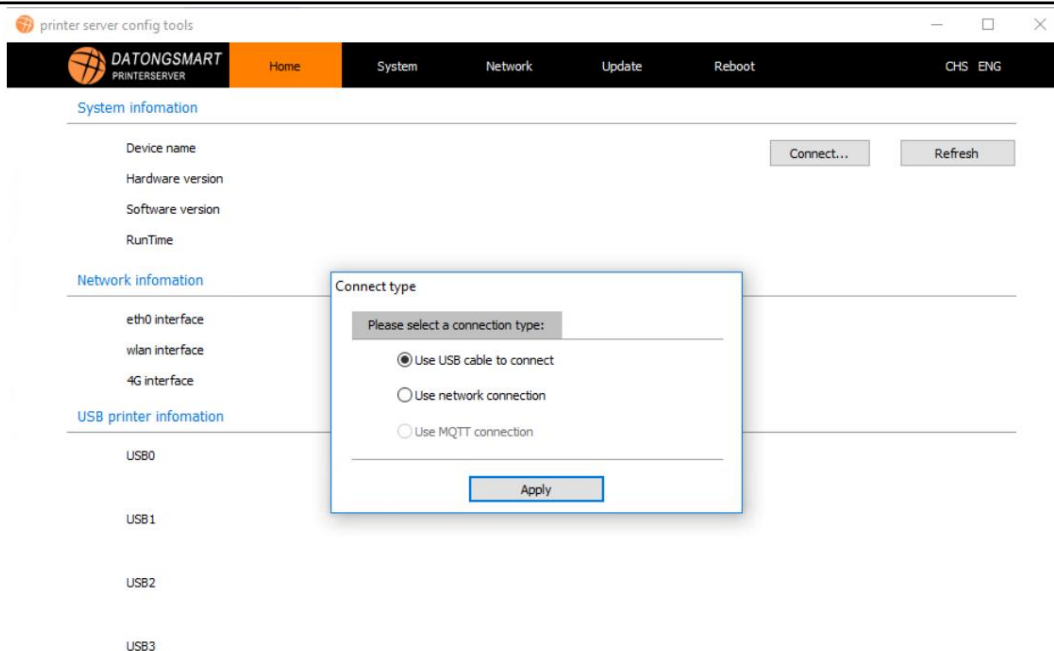 printer server config tools
DATONGSMART
PRINTERSERVER
Home System Network Update Reboot CHS ENG
System infomation
Device name
Connect... Refresh
Hardware version
Software version
RunTime
Network infomation
Connect type
eth0 interface
Please select a connection type:
wlan interface
Use USB cable to connect
4G interface
Use network connection
USB printer infomation
Use MQTT connection
USB0
Apply
USB1
USB2
USB3